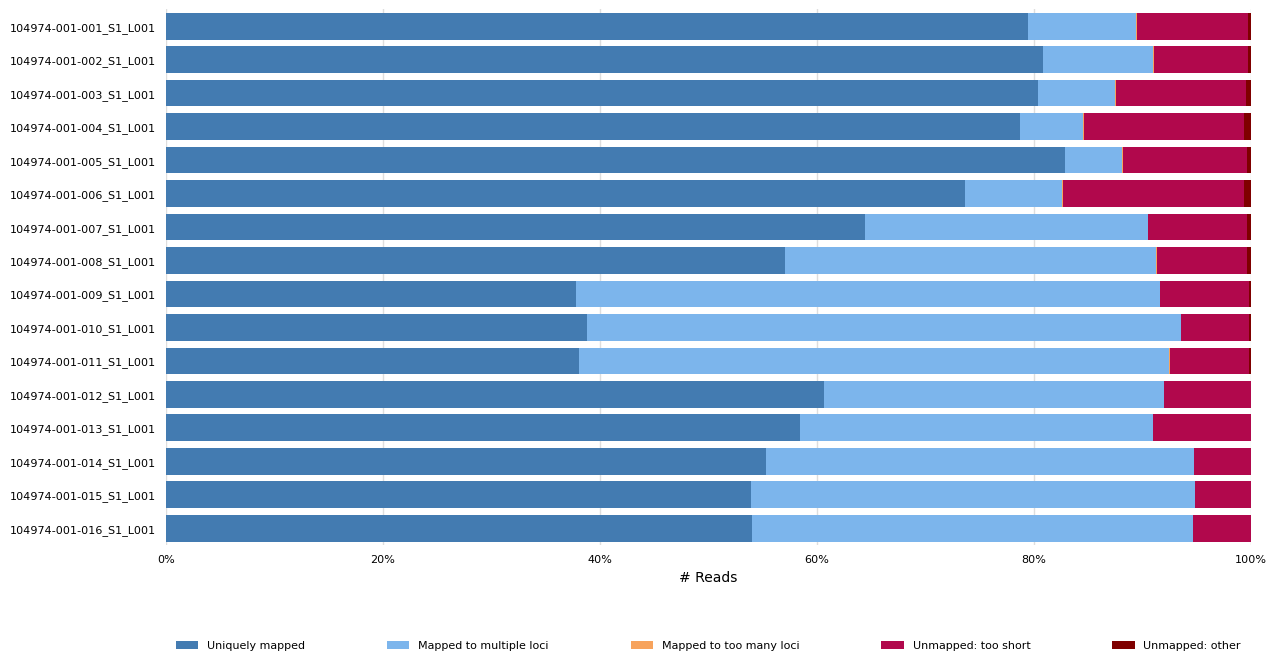 104974-001-001_S1_L001
104974-001-002_S1_L001
104974-001-003_S1_L001
104974-001-004_S1_L001
104974-001-005_S1_L001
104974-001-006_S1_L001
104974-001-007_S1_L001
104974-001-008_S1_L001
104974-001-009_S1_L001
104974-001-010_S1_L001
104974-001-011_S1_L001
104974-001-012_S1_L001
104974-001-013_S1_L001
104974-001-014_S1_L001
104974-001-015_S1_L001
104974-001-016_S1_L001
0% 20% 40% 60% 80% 100%
# Reads
Uniquely mapped Mapped to multiple loci Mapped to too many loci Unmapped: too short Unmapped: other